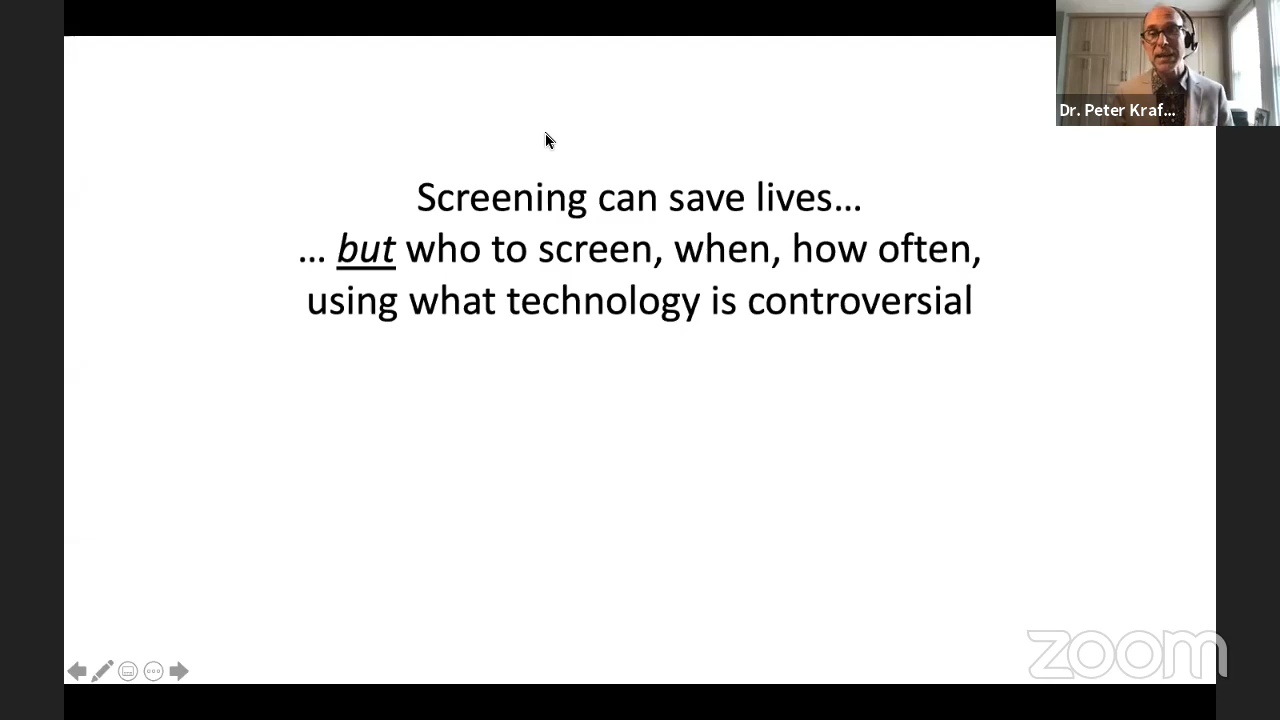 Dr. Peter Kraf...
Screening can save lives…
… but who to screen, when, how often,
using what technology is controversial
zoom